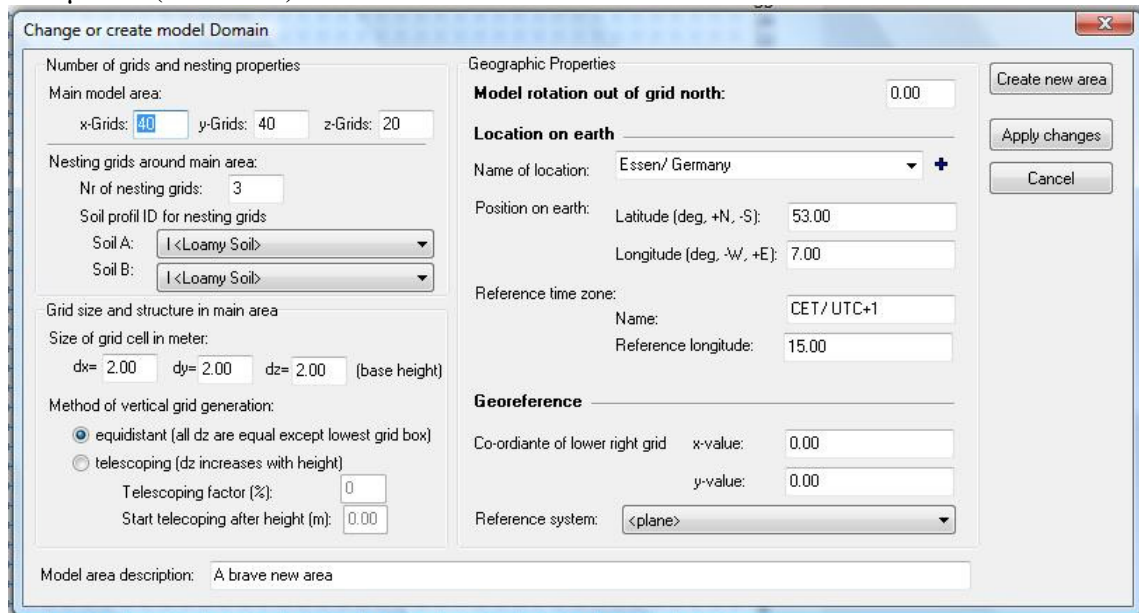 Change or create model Domain
Number of grids and nesting properties
Main model area:
x-Grids: 40 y-Grids: 40 z-Grids: 20
Nesting grids around main area:
Nr of nesting grids: 3
Soil profil ID for nesting grids
Soil A: l <Loamy Soil>
Soil B: l <Loamy Soil>
Grid size and structure in main area
Size of grid cell in meter:
dx= 2.00 dy= 2.00 dz= 2.00 (base height)
Method of vertical grid generation:
equidistant (all dz are equal except lowest grid box)
telescoping (dz increases with height)
Telescoping factor (%): 0
Start telecoping after height (m): 0.00
Geographic Properties
Model rotation out of grid north: 0.00
Location on earth
Name of location: Essen/ Germany
Position on earth: Latitude (deg, +N, -S): 53.00
Longitude (deg, -W, +E): 7.00
Reference time zone:
Name: CET/ UTC+1
Reference longitude: 15.00
Georeference
Co-ordiante of lower right grid x-value: 0.00
y-value: 0.00
Reference system: <plane>
Create new area
Apply changes
Cancel
Model area description: A brave new area